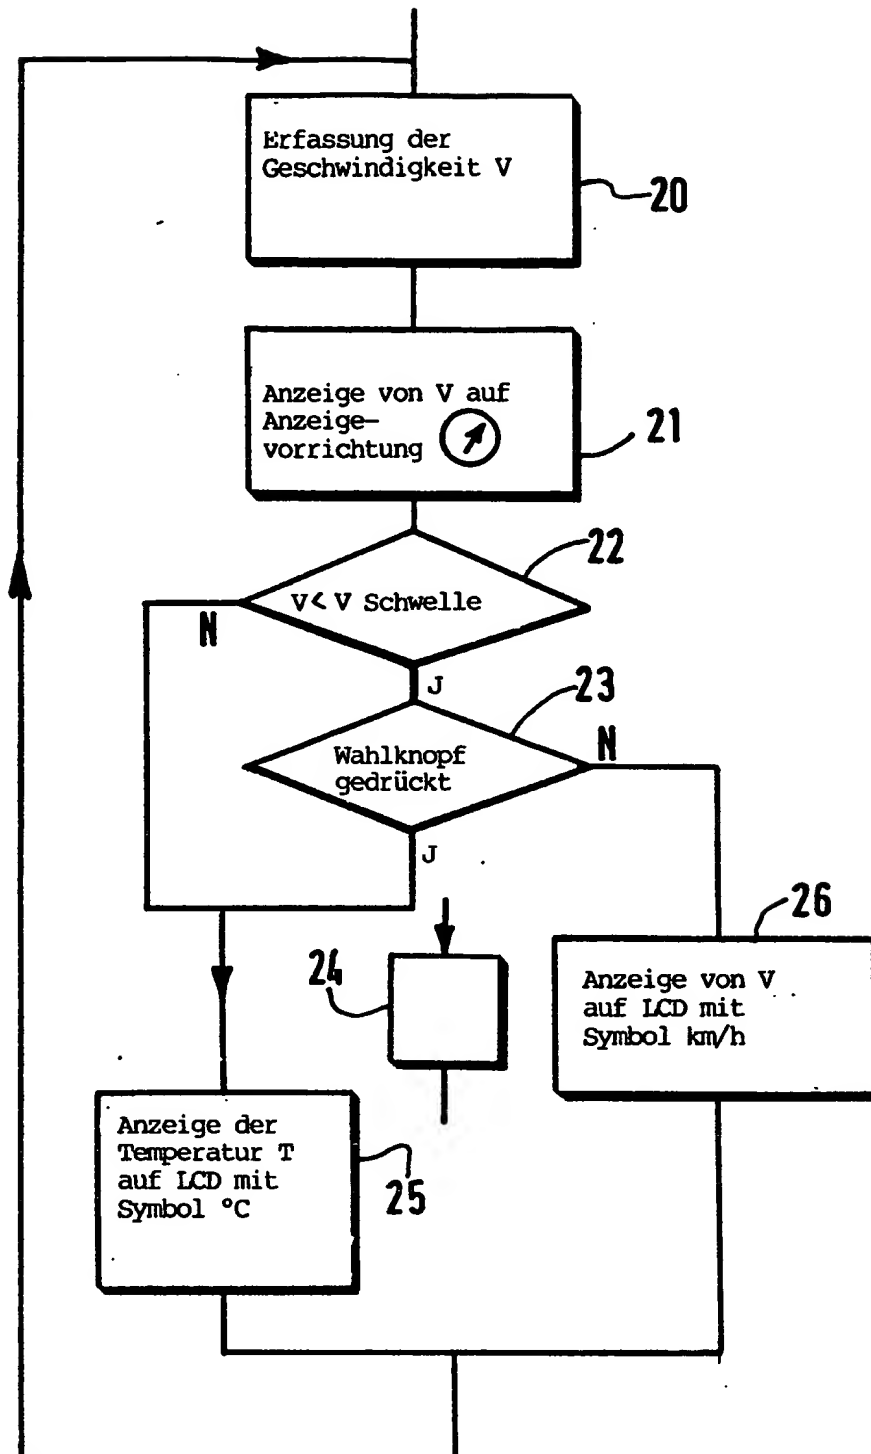 Erfassung der
Geschwindigkeit V
20
Anzeige von V auf
Anzeige-
vorrichtung
21
22
V< V Schwelle
N
J
23
Wahlknopf
gedrückt
N
J
26
24
Anzeige von V
auf LCD mit
Symbol km/h
Anzeige der
Temperatur T
auf LCD mit
Symbol °C
25